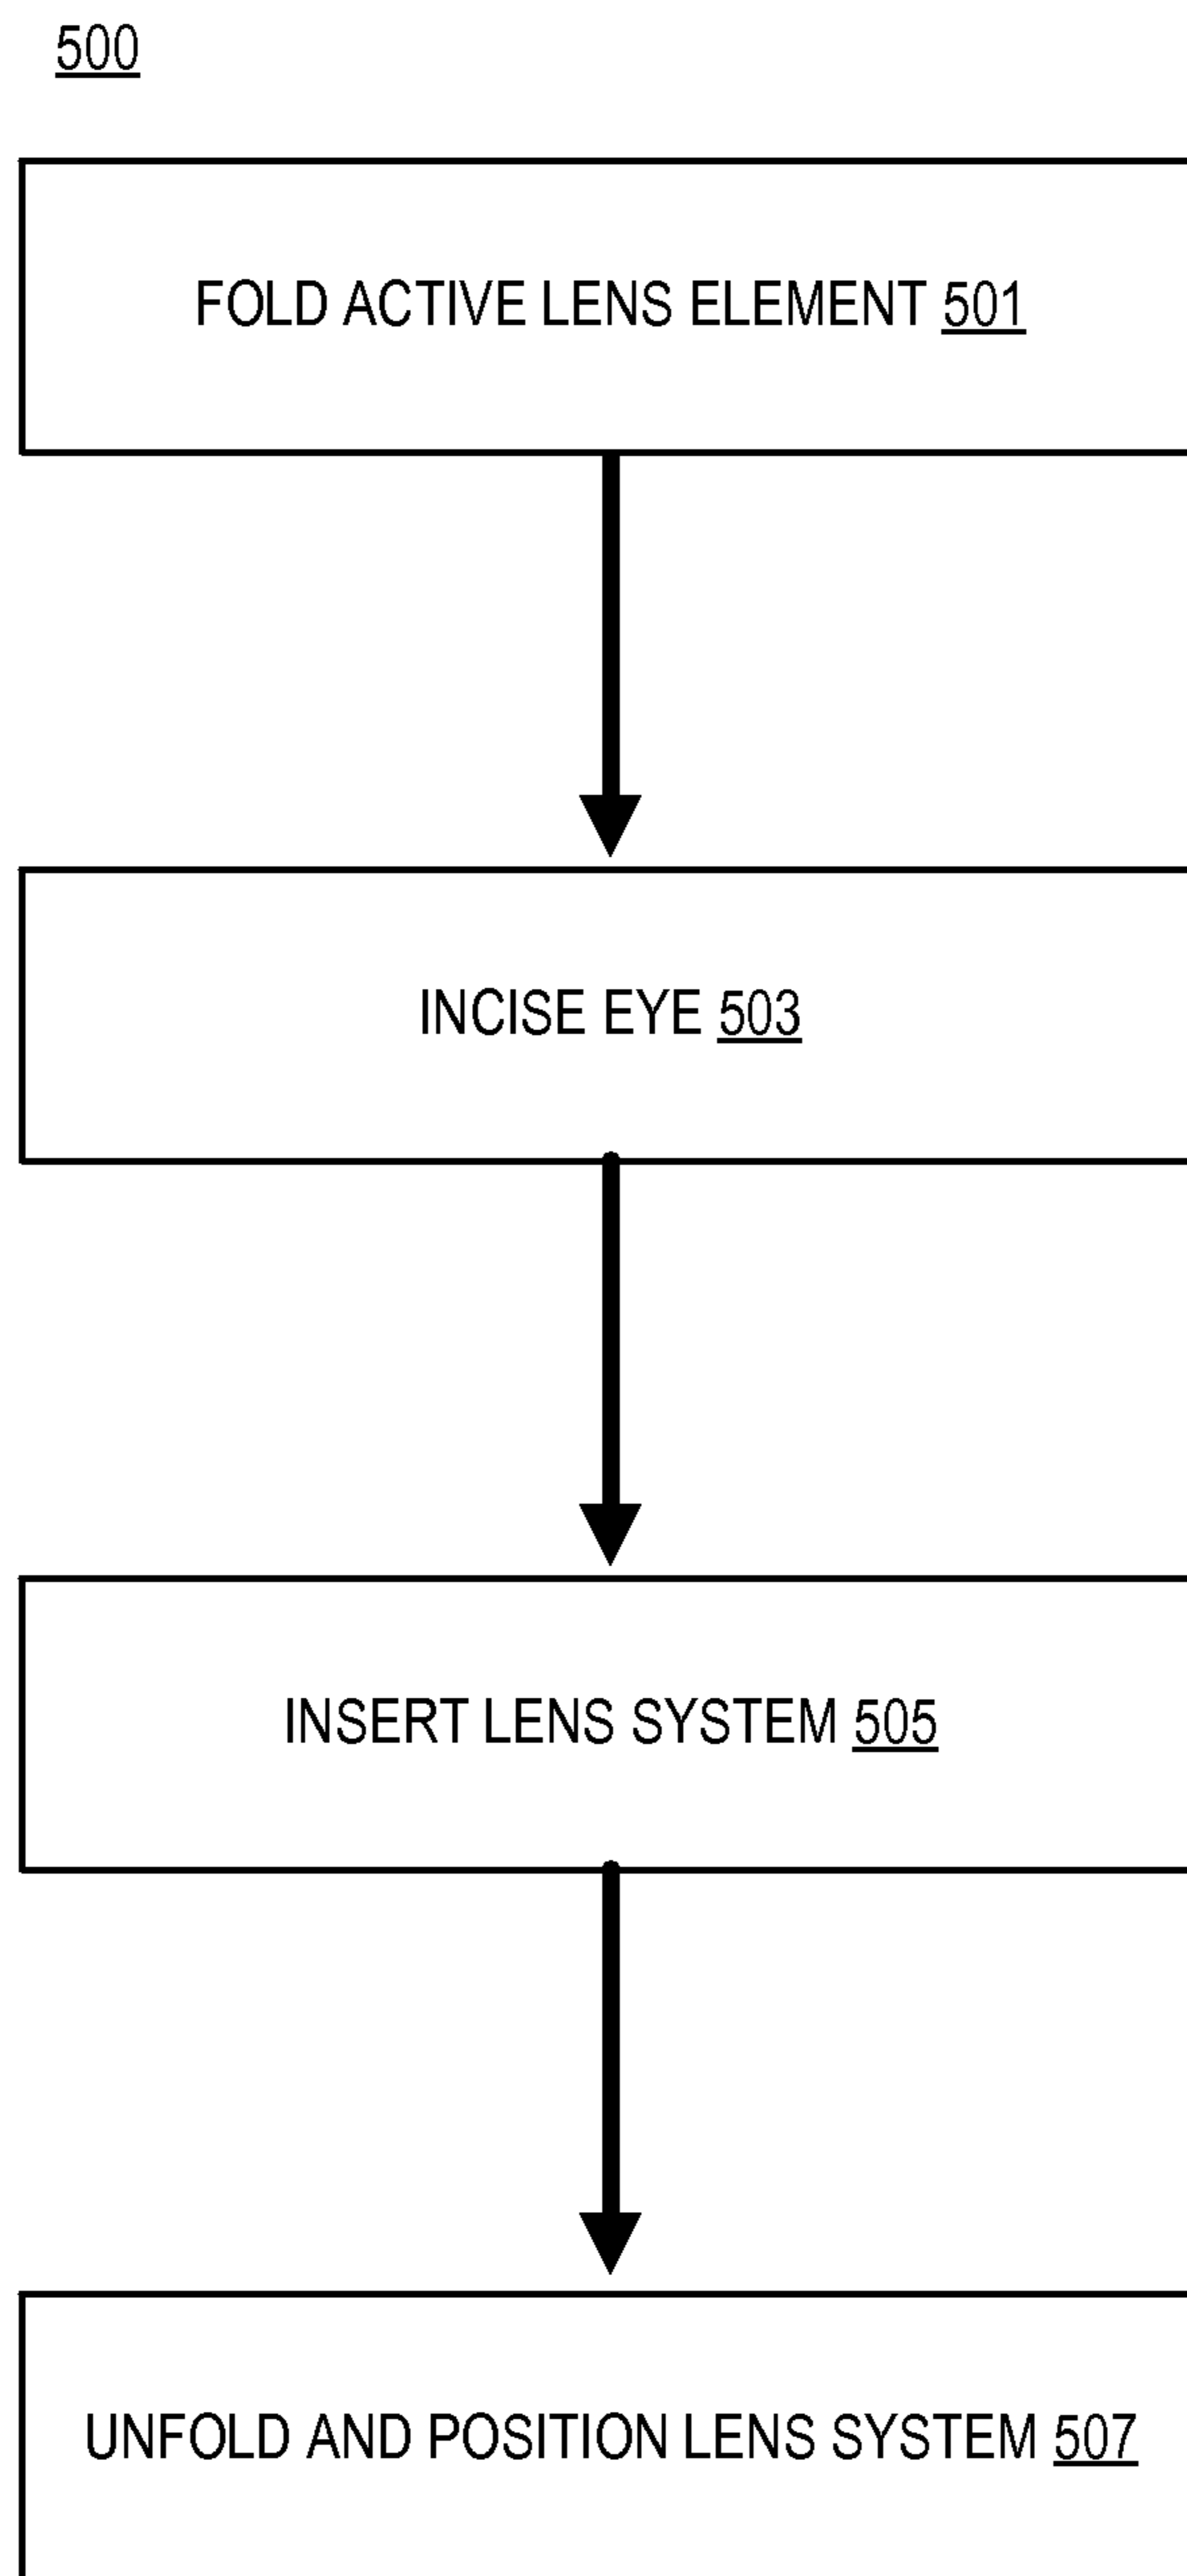 500
FOLD ACTIVE LENS ELEMENT 501
INCISE EYE 503
INSERT LENS SYSTEM 505
UNFOLD AND POSITION LENS SYSTEM 507